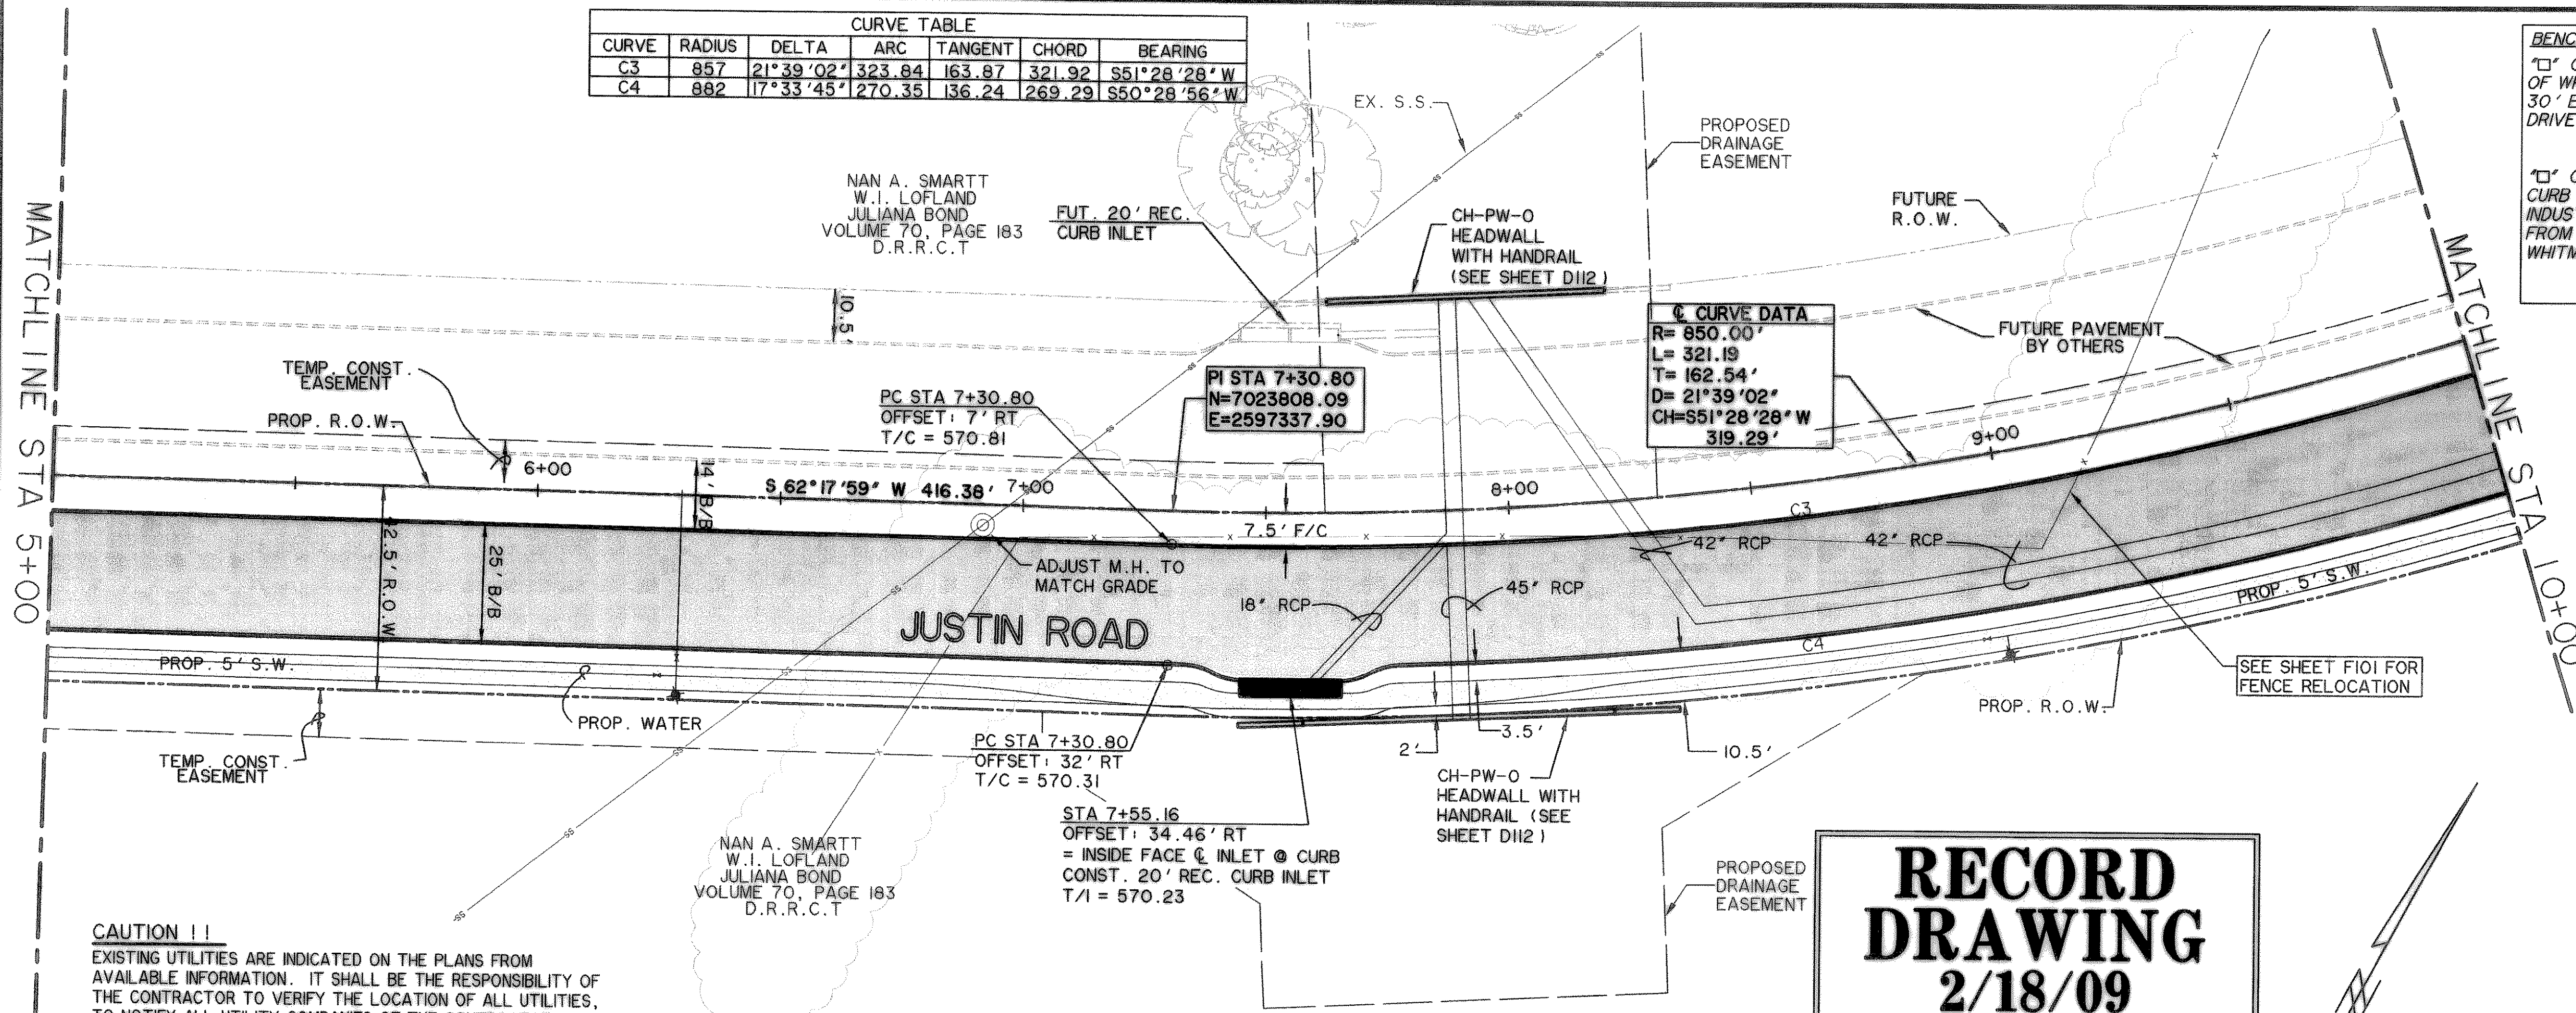 CURVE TABLE
CURVE RADIUS DELTA ARC TANGENT CHORD BEARING
C3 857 21°39'02" 323.84 163.87 321.92 S51°28'28" W
C4 882 17°33'45" 270.35 136.24 269.29 S50°28'56" W
BENC
"□"
OF WH
30' E
DRIVE
"□"
CURB
INDUS
FROM
WHITM
MATCHLINE STA 5+00
MATCHLINE STA 10+00
EX. S.S.
PROPOSED
DRAINAGE
EASEMENT
NAN A. SMARTT
W.I. LOFLAND
JULIANA BOND
VOLUME 70, PAGE 183
D.R.R.C.T
FUT. 20' REC.
CURB INLET
CH-PW-O
HEADWALL
WITH HANDRAIL
(SEE SHEET D112)
FUTURE
R.O.W.
10.5'
℄ CURVE DATA
R= 850.00'
L= 321.19
T= 162.54'
D= 21°39'02"
CH=S51°28'28" W
319.29'
FUTURE PAVEMENT
BY OTHERS
TEMP. CONST.
EASEMENT
PROP. R.O.W.
PC STA 7+30.80
OFFSET: 7' RT
T/C = 570.81
PI STA 7+30.80
N=7023808.09
E=2597337.90
6+00
S 62°17'59" W 416.38'
7+00
8+00
9+00
14' B/B
7.5' F/C
C3
42.5' R.O.W.
25' B/B
ADJUST M.H. TO
MATCH GRADE
42" RCP
42" RCP
18" RCP
45" RCP
JUSTIN ROAD
C4
PROP. 5' S.W.
PROP. 5' S.W.
SEE SHEET F101 FOR
FENCE RELOCATION
PROP. R.O.W.
PROP. WATER
TEMP. CONST.
EASEMENT
PC STA 7+30.80
OFFSET: 32' RT
T/C = 570.31
2'
3.5'
10.5'
CH-PW-O
HEADWALL WITH
HANDRAIL (SEE
SHEET D112)
STA 7+55.16
OFFSET: 34.46' RT
= INSIDE FACE ℄ INLET @ CURB
CONST. 20' REC. CURB INLET
T/I = 570.23
NAN A. SMARTT
W.I. LOFLAND
JULIANA BOND
VOLUME 70, PAGE 183
D.R.R.C.T
PROPOSED
DRAINAGE
EASEMENT
RECORD
DRAWING
2/18/09
CAUTION !!
EXISTING UTILITIES ARE INDICATED ON THE PLANS FROM
AVAILABLE INFORMATION. IT SHALL BE THE RESPONSIBILITY OF
THE CONTRACTOR TO VERIFY THE LOCATION OF ALL UTILITIES,